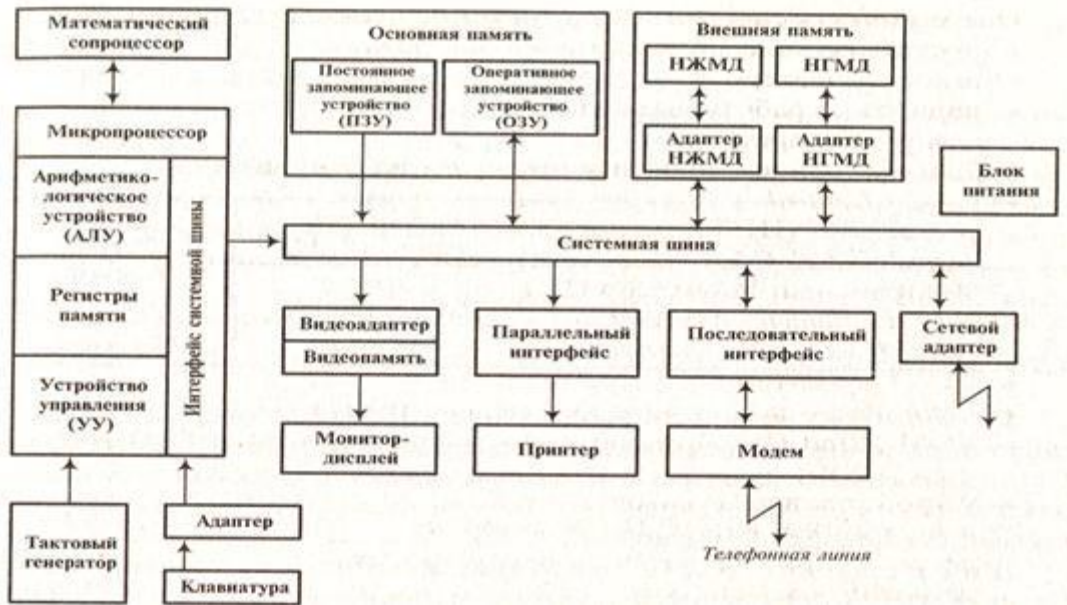 Математический
сопроцессор
Основная память
Постоянное
запоминающее
устройство
(ПЗУ)
Оперативное
запоминающее
устройство
(ОЗУ)
Внешняя память
НЖМД
НГМД
Адаптер
НЖМД
Адаптер
НГМД
Блок
питания
Микропроцессор
Арифметико-
логическое
устройство
(АЛУ)
Регистры
памяти
Устройство
управления
(УУ)
Интерфейс системной шины
Системная шина
Видеоадаптер
Видеопамять
Параллельный
интерфейс
Последовательный
интерфейс
Сетевой
адаптер
Монитор-
дисплей
Принтер
Модем
Тактовый
генератор
Адаптер
Клавиатура
Телефонная линия